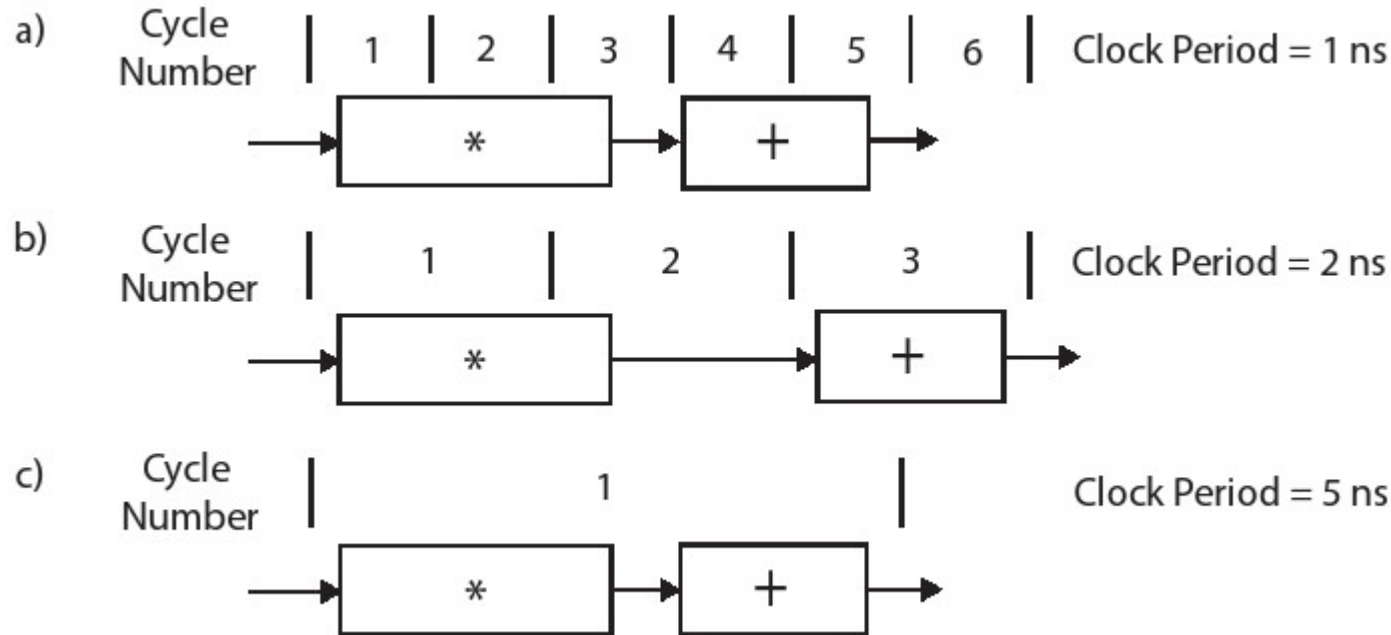 a) Cycle Number 1 2 3 4 5 6 Clock Period = 1 ns
* +
b) Cycle Number 1 2 3 Clock Period = 2 ns
* +
c) Cycle Number 1 Clock Period = 5 ns
* +